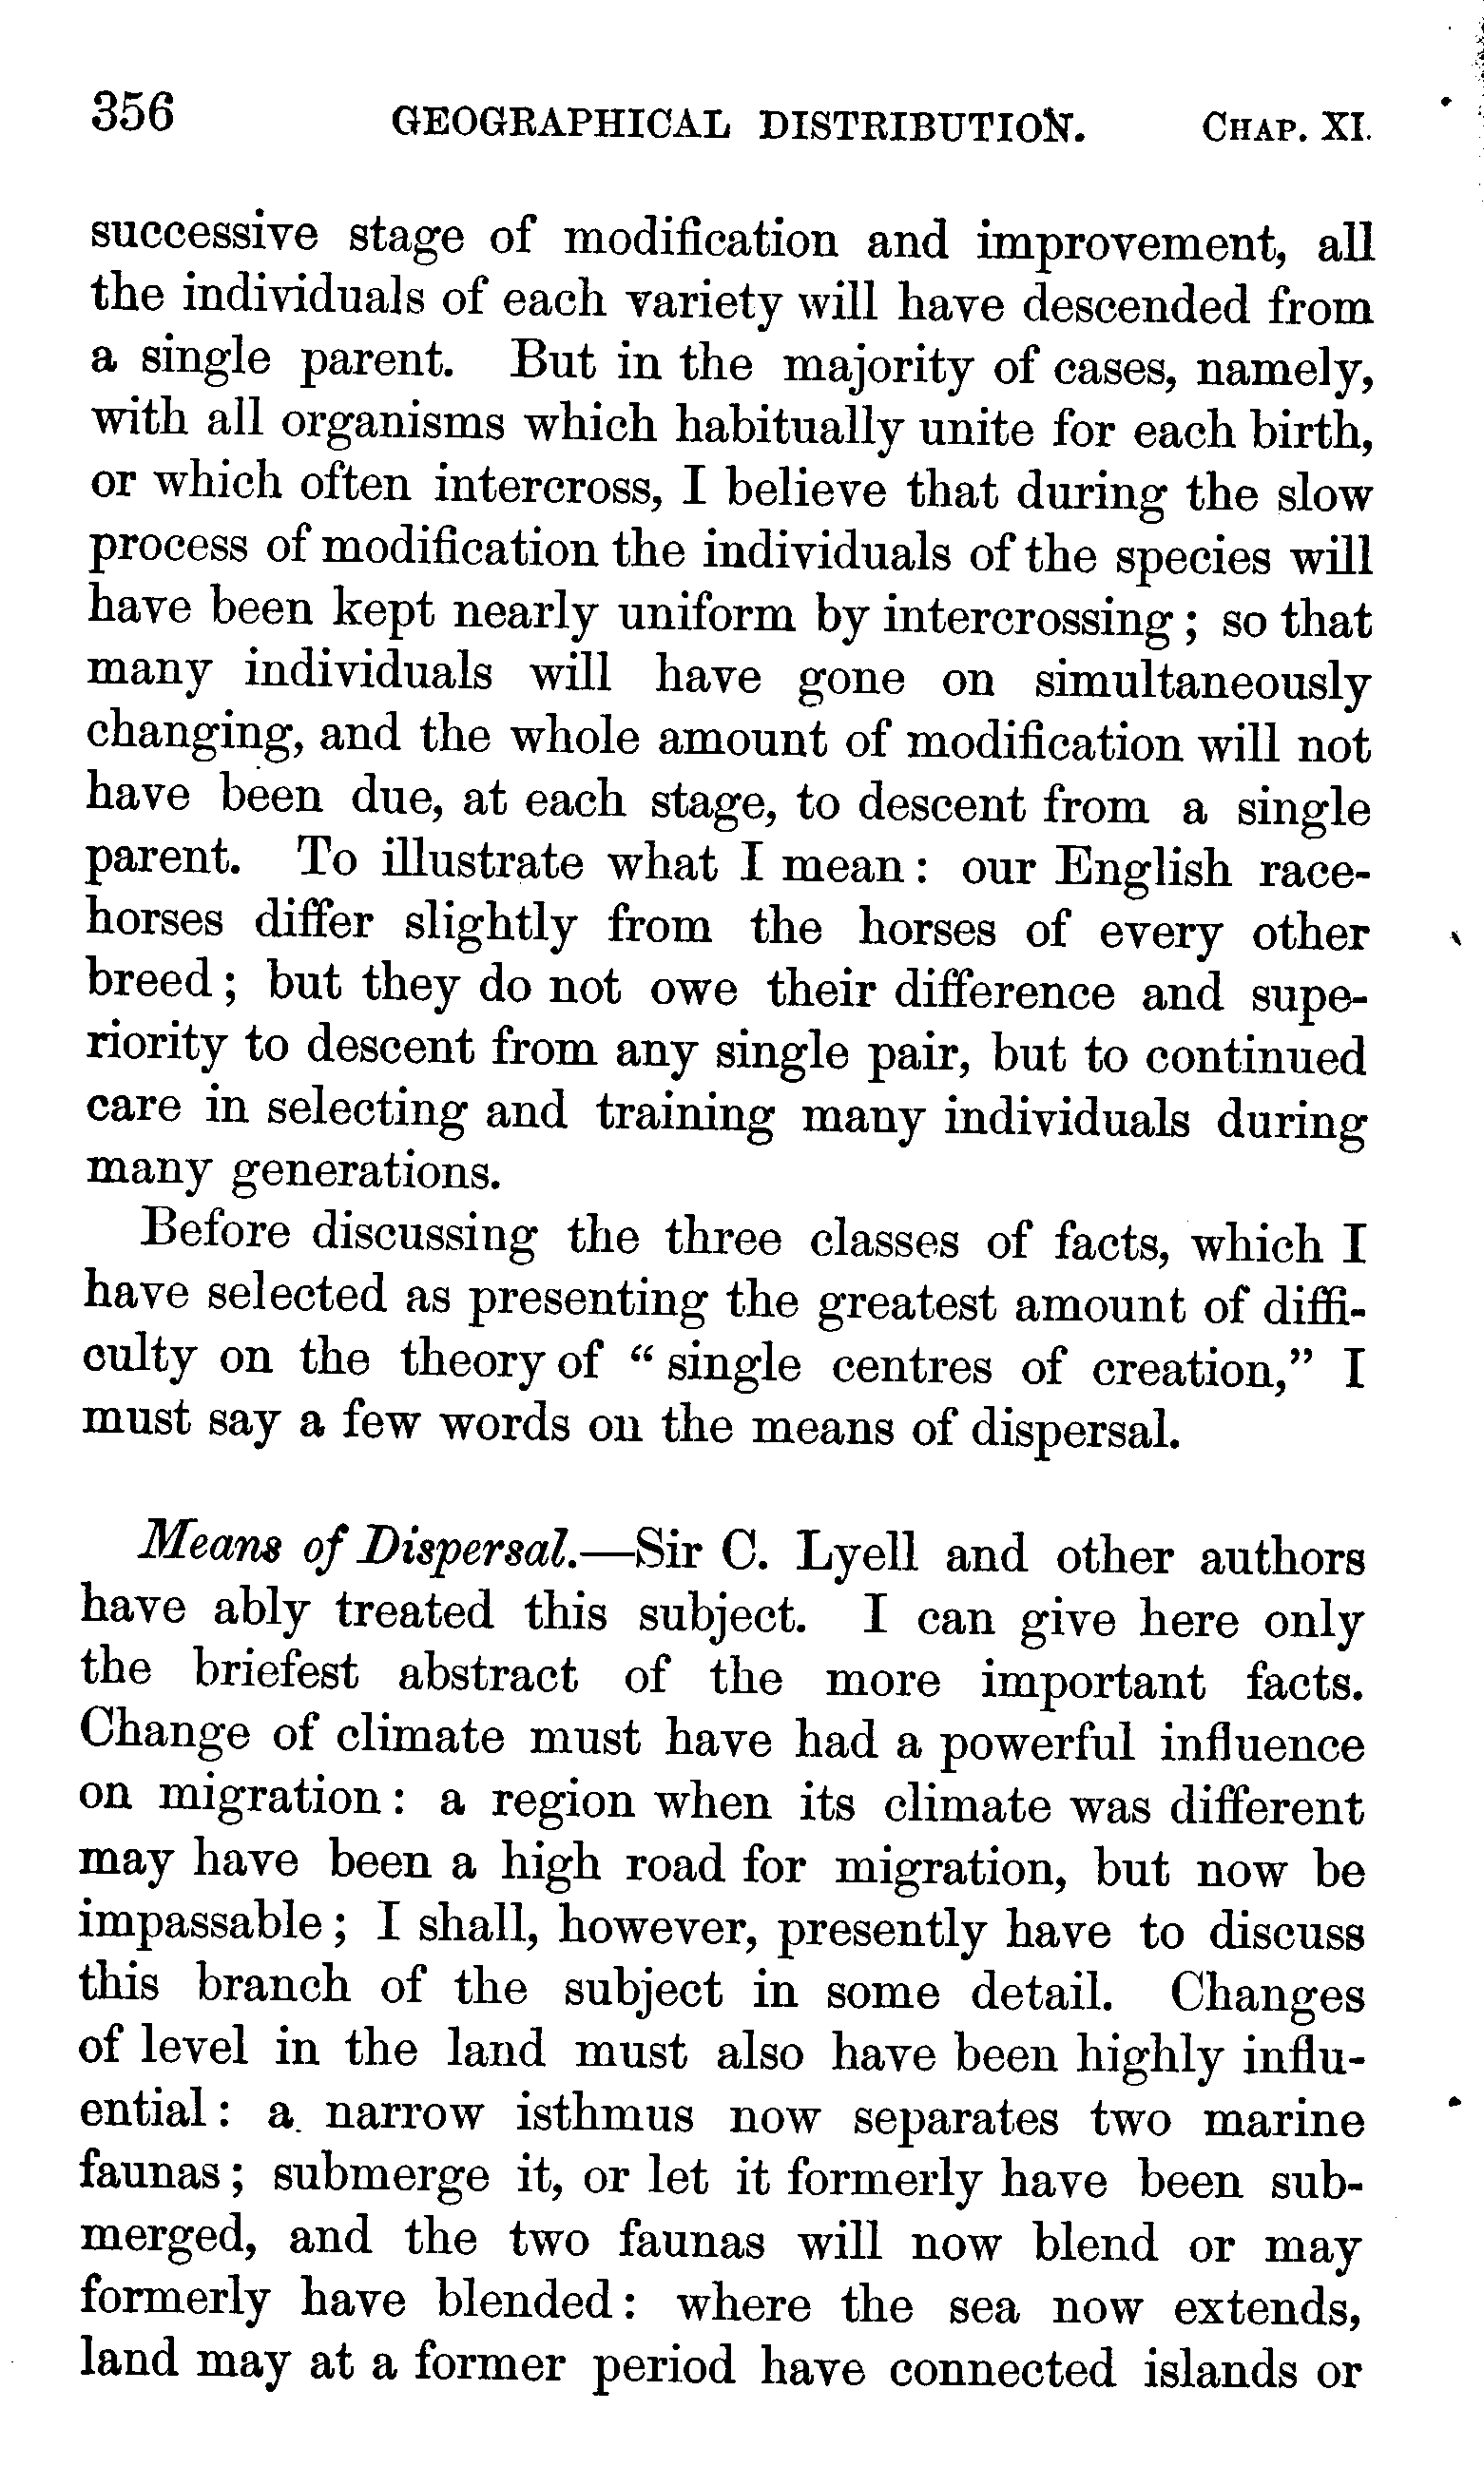 356 GEOGRAPHICAL DISTRIBUTION. CHAP. XI.
successive stage of modification and improvement, all
the individuals of each variety will have descended from
a single parent. But in the majority of cases, namely,
with all organisms which habitually unite for each birth,
or which often intercross, I believe that during the slow
process of modification the individuals of the species will
have been kept nearly uniform by intercrossing; so that
many individuals will have gone on simultaneously
changing, and the whole amount of modification will not
have been due, at each stage, to descent from a single
parent. To illustrate what I mean: our English race-
horses differ slightly from the horses of every other
breed; but they do not owe their difference and supe-
riority to descent from any single pair, but to continued
care in selecting and training many individuals during
many generations.
Before discussing the three classes of facts, which I
have selected as presenting the greatest amount of diffi-
culty on the theory of “single centres of creation,” I
must say a few words on the means of dispersal.
Means of Dispersal.—Sir C. Lyell and other authors
have ably treated this subject. I can give here only
the briefest abstract of the more important facts.
Change of climate must have had a powerful influence
on migration: a region when its climate was different
may have been a high road for migration, but now be
impassable; I shall, however, presently have to discuss
this branch of the subject in some detail. Changes
of level in the land must also have been highly influ-
ential: a narrow isthmus now separates two marine
faunas; submerge it, or let it formerly have been sub-
merged, and the two faunas will now blend or may
formerly have blended: where the sea now extends,
land may at a former period have connected islands or